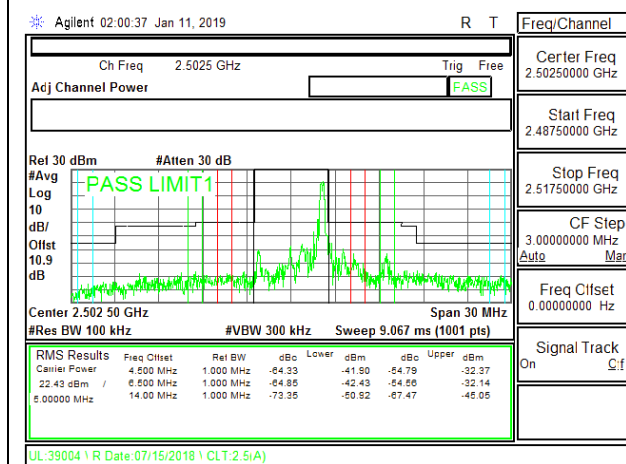 Agilent 02:00:37 Jan 11, 2019 R T
Freq/Channel
Ch Freq 2.5025 GHz Trig Free
Adj Channel Power
PASS
Center Freq
2.50250000 GHz
Start Freq
2.48750000 GHz
Stop Freq
2.51750000 GHz
CF Step
3.00000000 MHz
Auto Man
Freq Offset
0.00000000 Hz
Signal Track
On Off
Ref 30 dBm #Atten 30 dB
#Avg
Log
10
dB/
Offst
10.9
dB
PASS LIMIT1
Center 2.502 50 GHz Span 30 MHz
#Res BW 100 kHz #VBW 300 kHz Sweep 9.067 ms (1001 pts)
RMS Results Freq Offset Ref BW dBc Lower dBm dBc Upper dBm
Carrier Power 4.500 MHz 1.000 MHz -64.33 -41.90 -54.79 -32.37
22.43 dBm / 6.500 MHz 1.000 MHz -64.85 -42.43 -54.56 -32.14
5.00000 MHz 14.00 MHz 1.000 MHz -73.35 -50.92 -67.47 -45.05
UL:39004 \ R Date:07/15/2018 \ CLT:2.5(A)